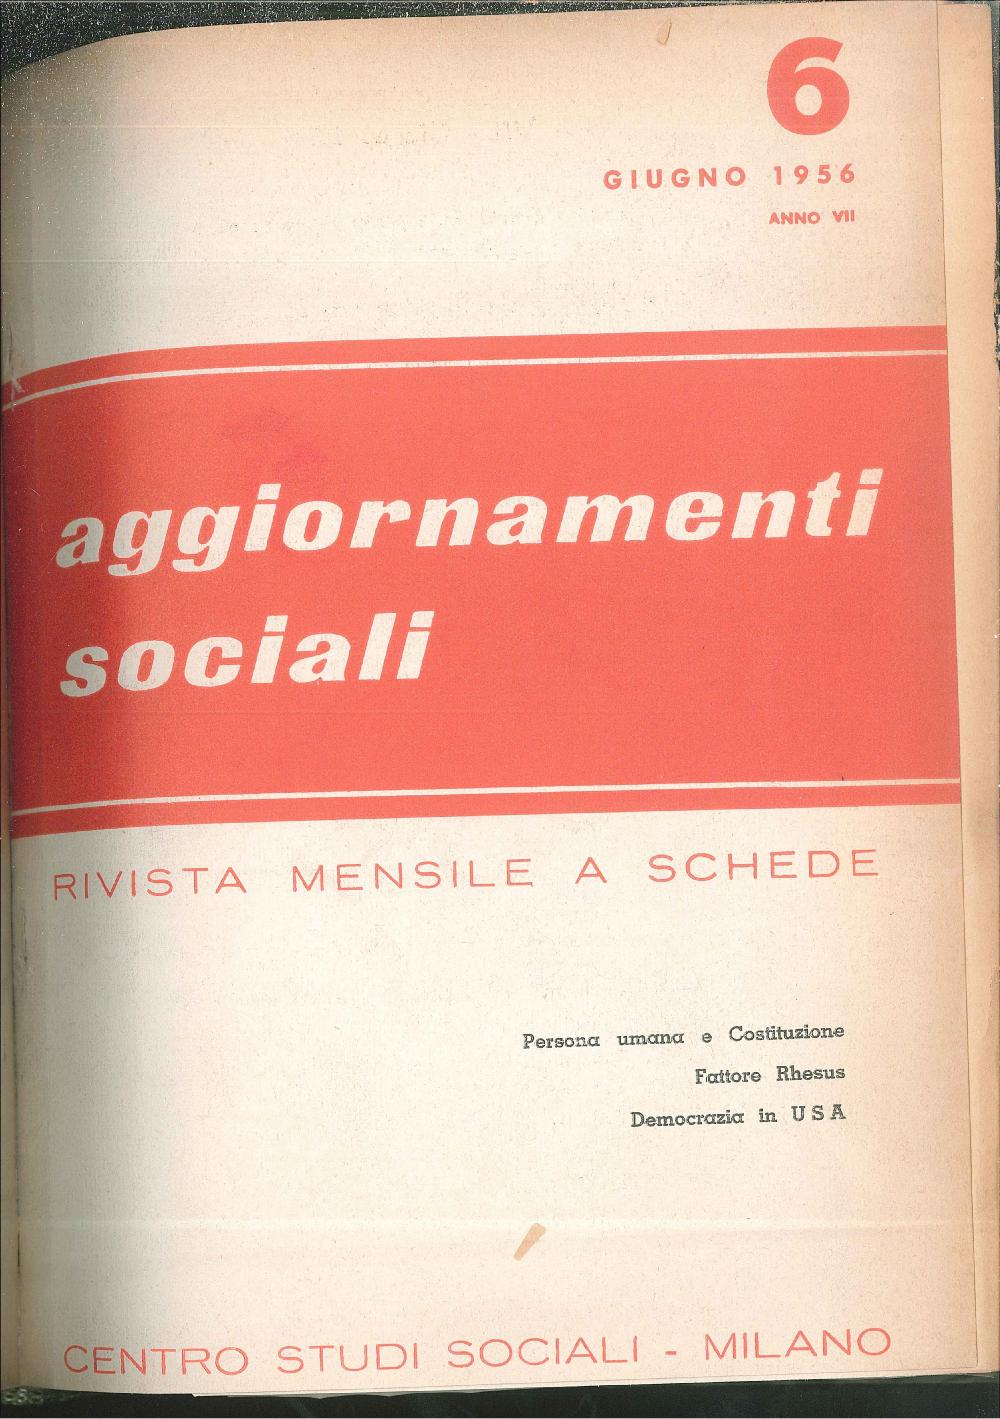 6
GIUGNO 1956
ANNO VII
aggiornamenti
sociali
RIVISTA MENSILE A SCHEDE
Persona umana e Costituzione
Fattore Rhesus
Democrazia in USA
CENTRO STUDI SOCIALI - MILANO